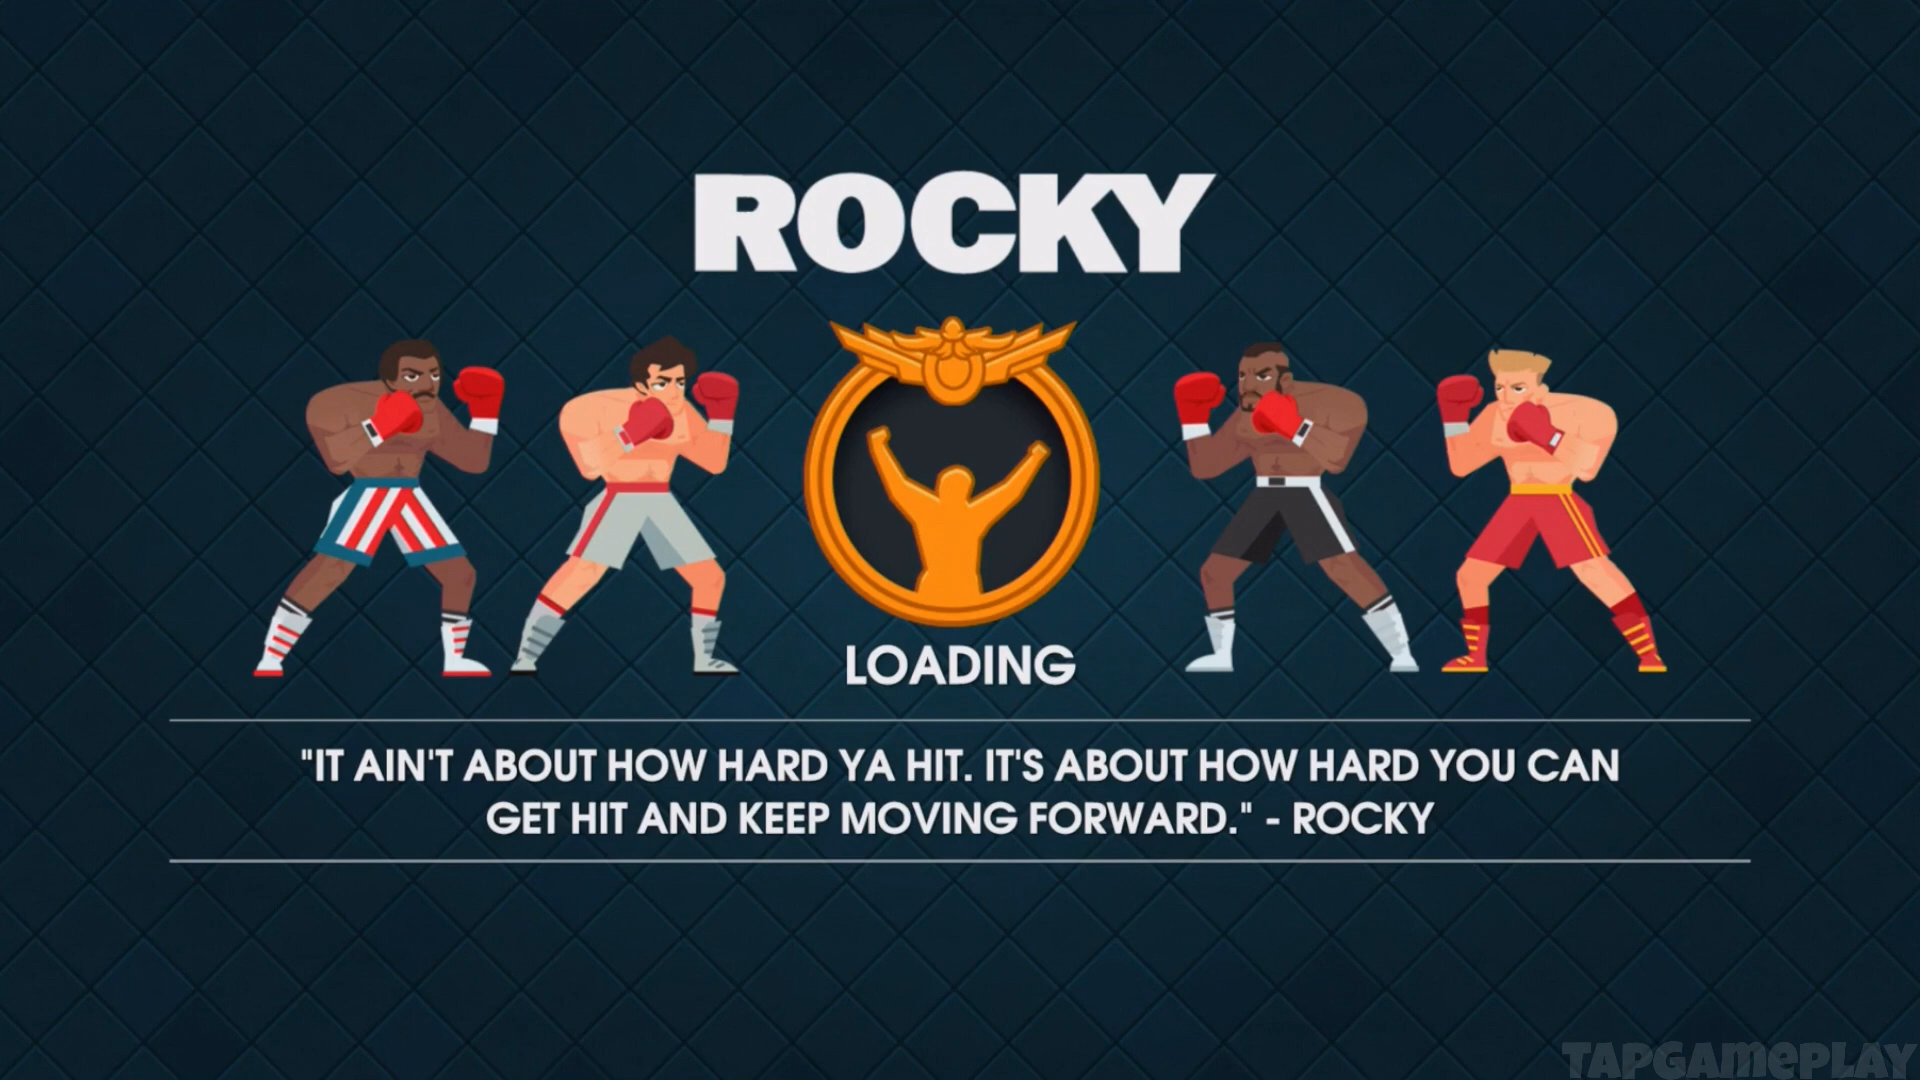 ROCKY
LOADING
"IT AIN'T ABOUT HOW HARD YA HIT. IT'S ABOUT HOW HARD YOU CAN
GET HIT AND KEEP MOVING FORWARD." - ROCKY
TAPGAMEPLAY